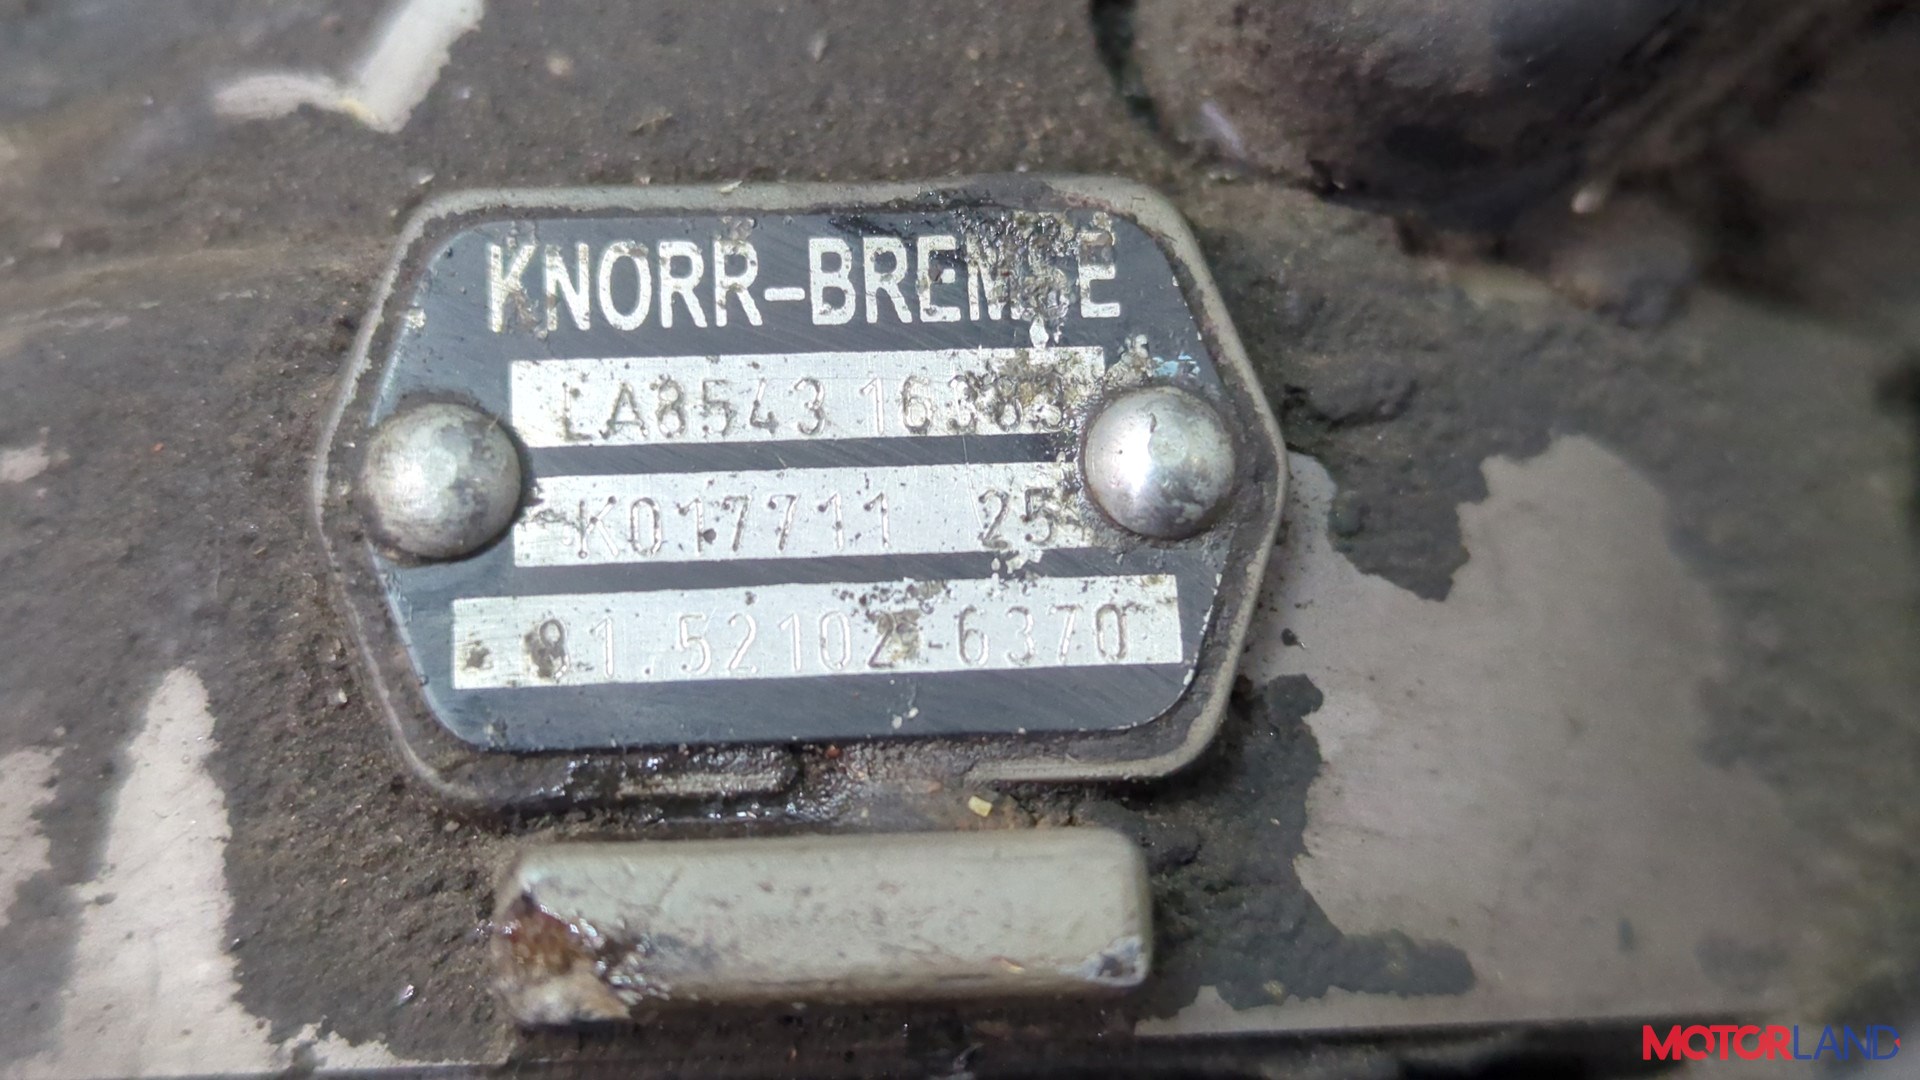 KNORR-BREMSE
LA8543 16383
K017711 25
81.52102-6370
MOTORLAND